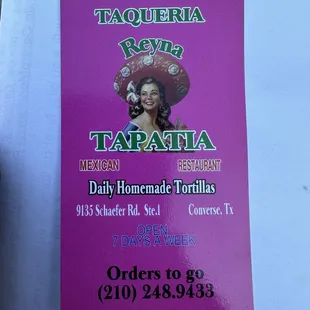 TAQUERIA
Reyna
TAPATIA
MEXICAN RESTAURANT
Daily Homemade Tortillas
9135 Schaefer Rd. Ste.1 Converse, Tx
OPEN
7 DAYS A WEEK
Orders to go
(210) 248.9433